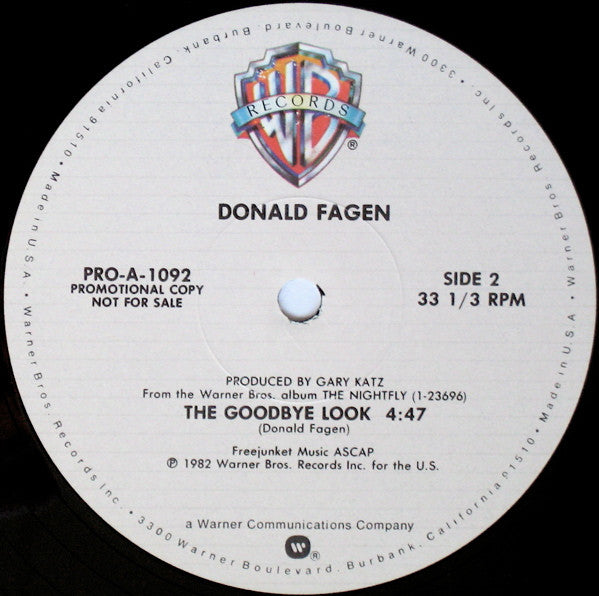 WB
RECORDS
®
DONALD FAGEN
PRO-A-1092
PROMOTIONAL COPY
NOT FOR SALE
SIDE 2
33 1/3 RPM
PRODUCED BY GARY KATZ
From the Warner Bros. album THE NIGHTFLY (1-23696)
THE GOODBYE LOOK 4:47
(Donald Fagen)
Freejunket Music ASCAP
℗ 1982 Warner Bros. Records Inc. for the U.S.
a Warner Communications Company
W®
Warner Bros. Records Inc. • 3300 Warner Boulevard, Burbank, California 91510 • Made in U.S.A. • Warner Bros. Records Inc. • 3300 Warner Boulevard, Burbank, California 91510 • Made in U.S.A. •